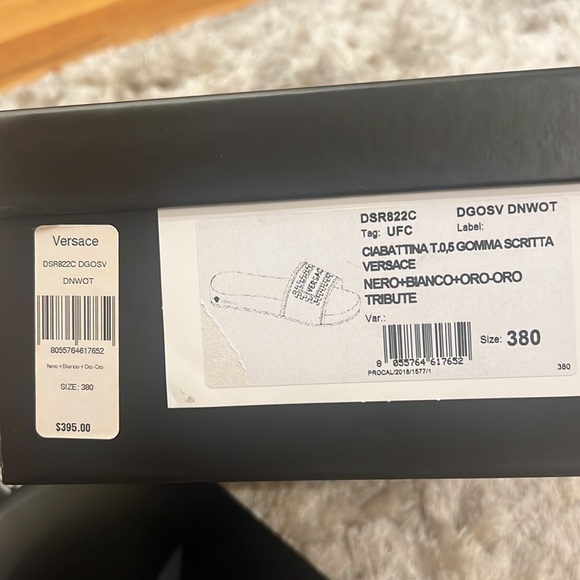 Versace
DSR822C DGOSV
DNWOT
8055764617652
Nero+Bianco+Oro-Oro
SIZE: 380
$395.00
DSR822C DGOSV DNWOT
Tag: UFC Label:
CIABATTINA T.0,5 GOMMA SCRITTA
VERSACE
NERO+BIANCO+ORO-ORO
TRIBUTE
Var.:
8 055764 617652
Size: 380
PROCAL/2018/1577/1
380
VERSACE